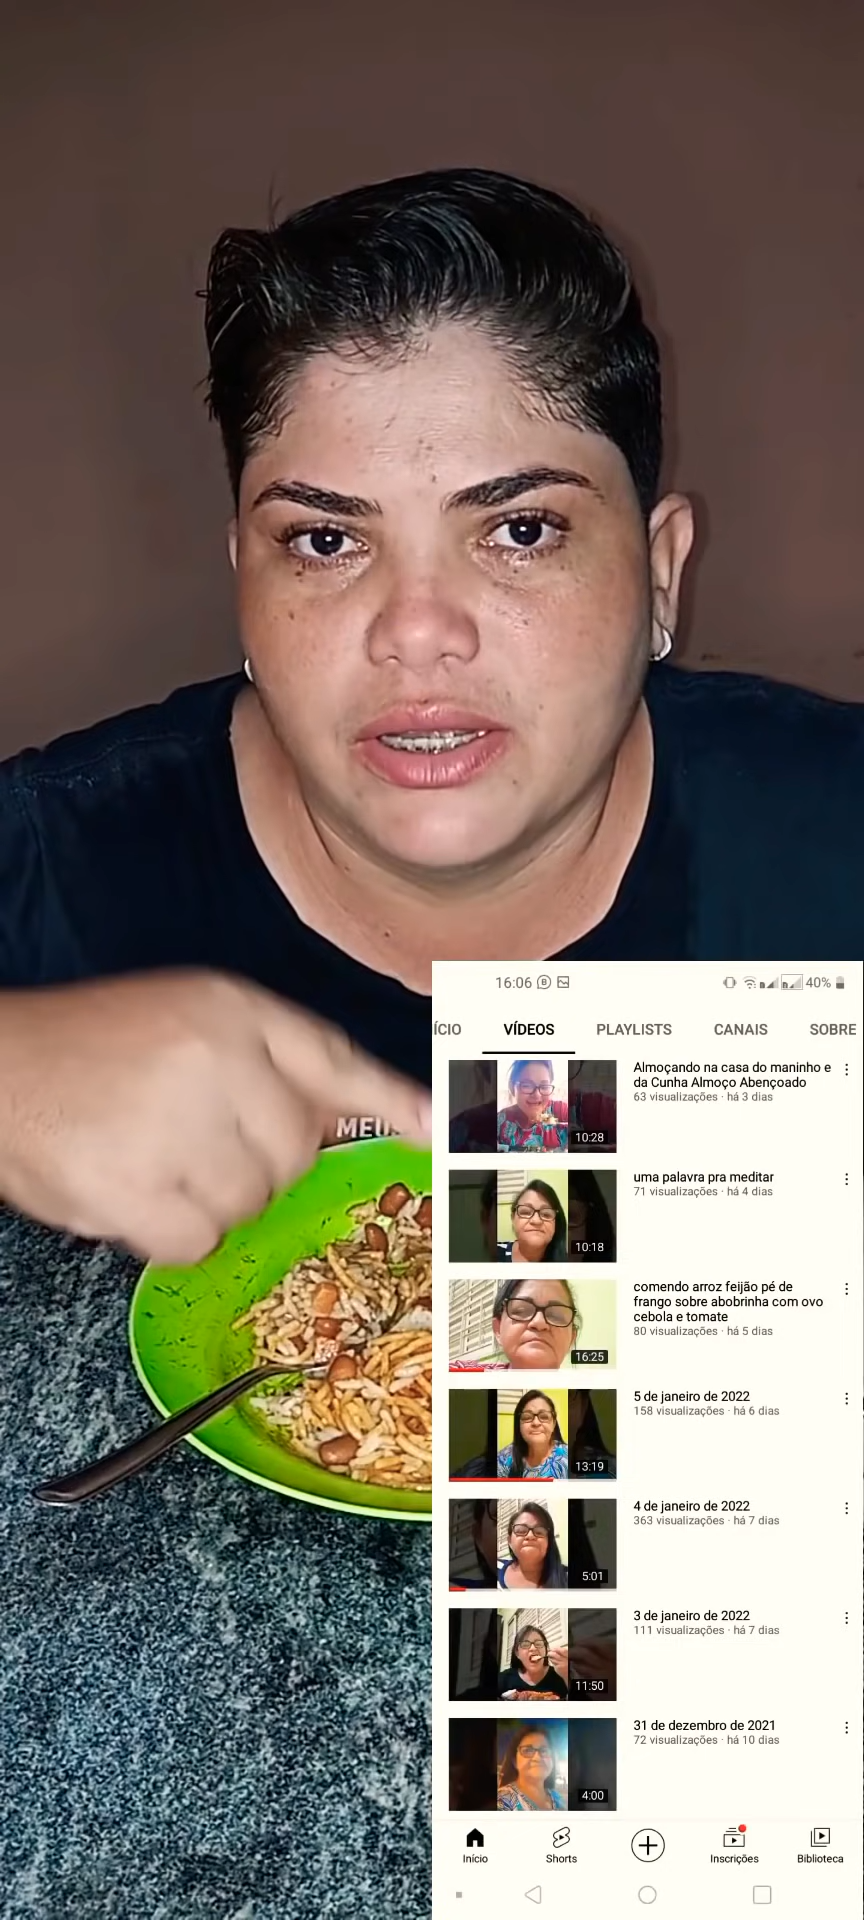 MEU
16:06
40%
ÍCIO VÍDEOS PLAYLISTS CANAIS SOBRE
Almoçando na casa do maninho e
da Cunha Almoço Abençoado
63 visualizações · há 3 dias
10:28
uma palavra pra meditar
71 visualizações · há 4 dias
10:18
comendo arroz feijão pé de
frango sobre abobrinha com ovo
cebola e tomate
80 visualizações · há 5 dias
16:25
5 de janeiro de 2022
158 visualizações · há 6 dias
13:19
4 de janeiro de 2022
363 visualizações · há 7 dias
5:01
3 de janeiro de 2022
111 visualizações · há 7 dias
11:50
31 de dezembro de 2021
72 visualizações · há 10 dias
4:00
Início Shorts Inscrições Biblioteca